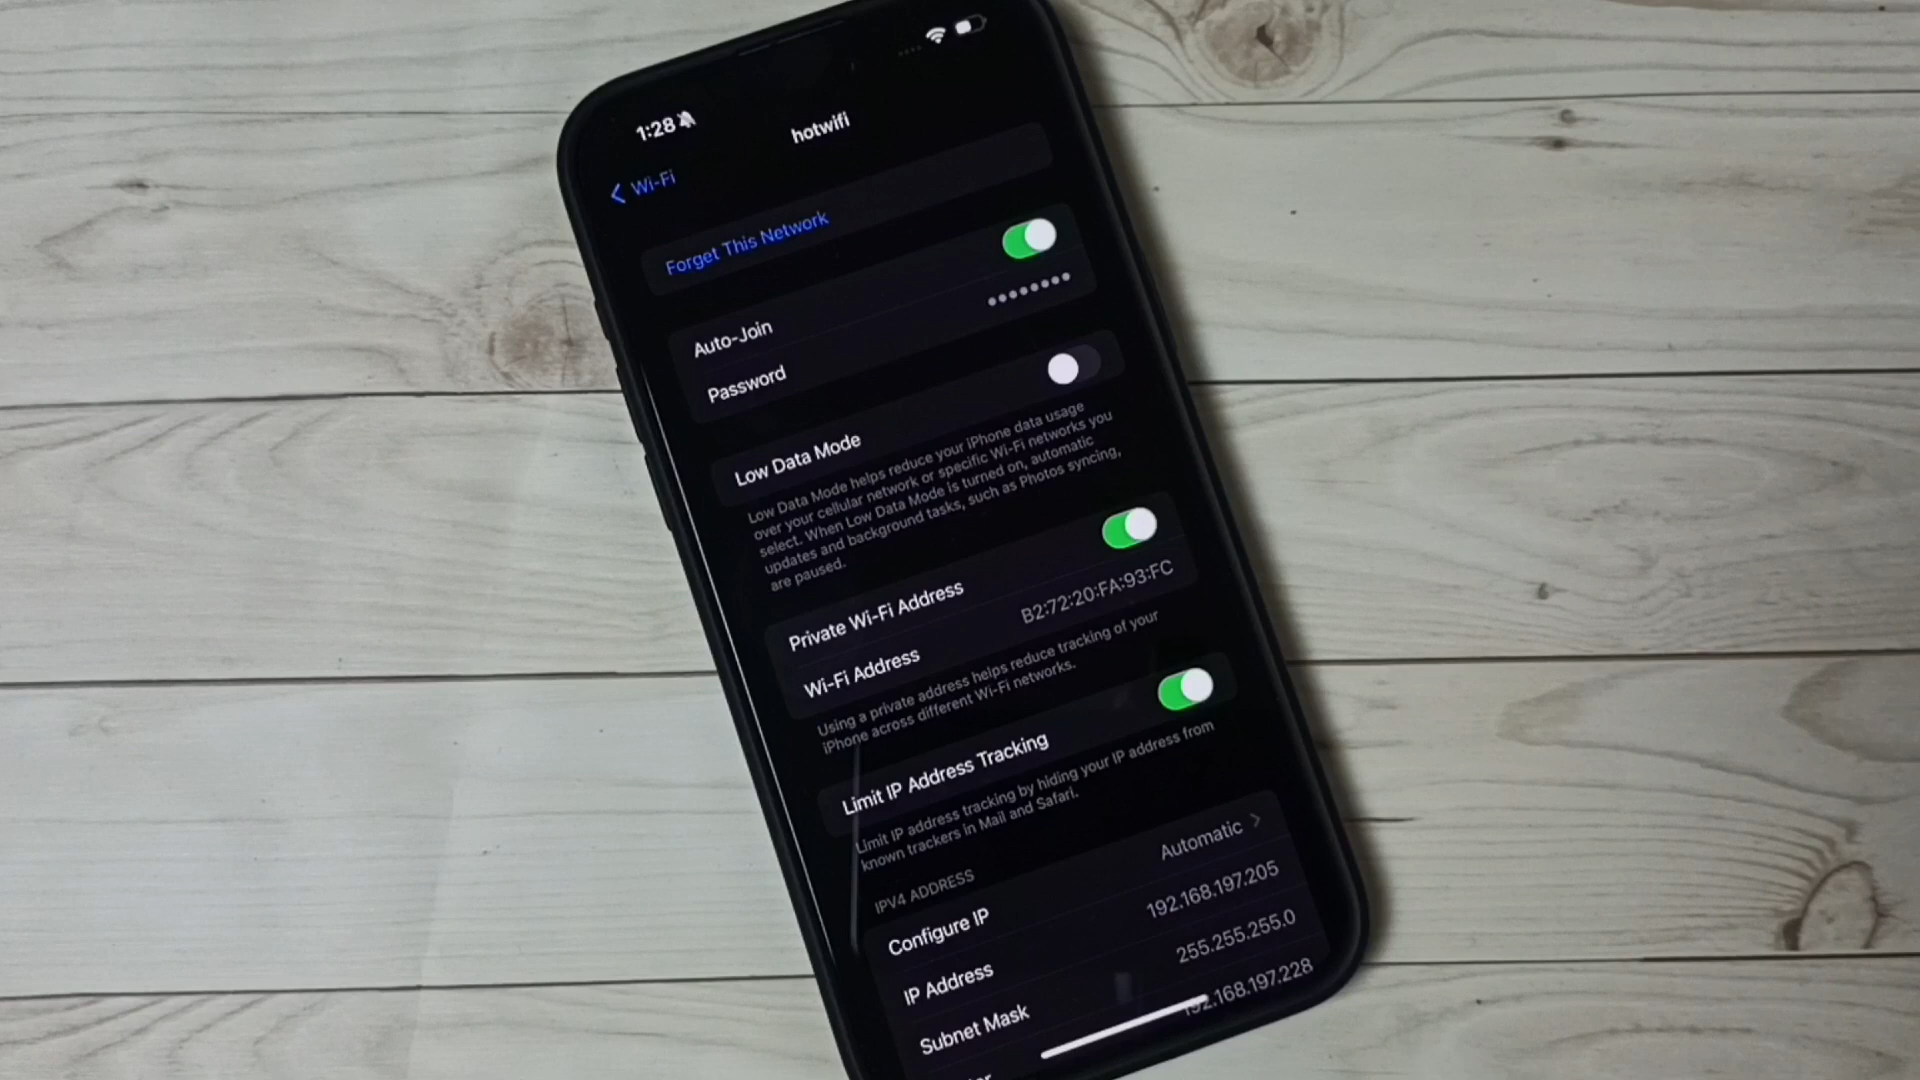 1:28
hotwifi
Wi-Fi
Forget This Network
Auto-Join
Password ••••••••
Low Data Mode
Low Data Mode helps reduce your iPhone data usage
over your cellular network or specific Wi-Fi networks you
select. When Low Data Mode is turned on, automatic
updates and background tasks, such as Photos syncing,
are paused.
Private Wi-Fi Address
Wi-Fi Address B2:72:20:FA:93:FC
Using a private address helps reduce tracking of your
iPhone across different Wi-Fi networks.
Limit IP Address Tracking
Limit IP address tracking by hiding your IP address from
known trackers in Mail and Safari.
IPV4 ADDRESS
Configure IP Automatic
IP Address 192.168.197.205
Subnet Mask 255.255.255.0
192.168.197.228